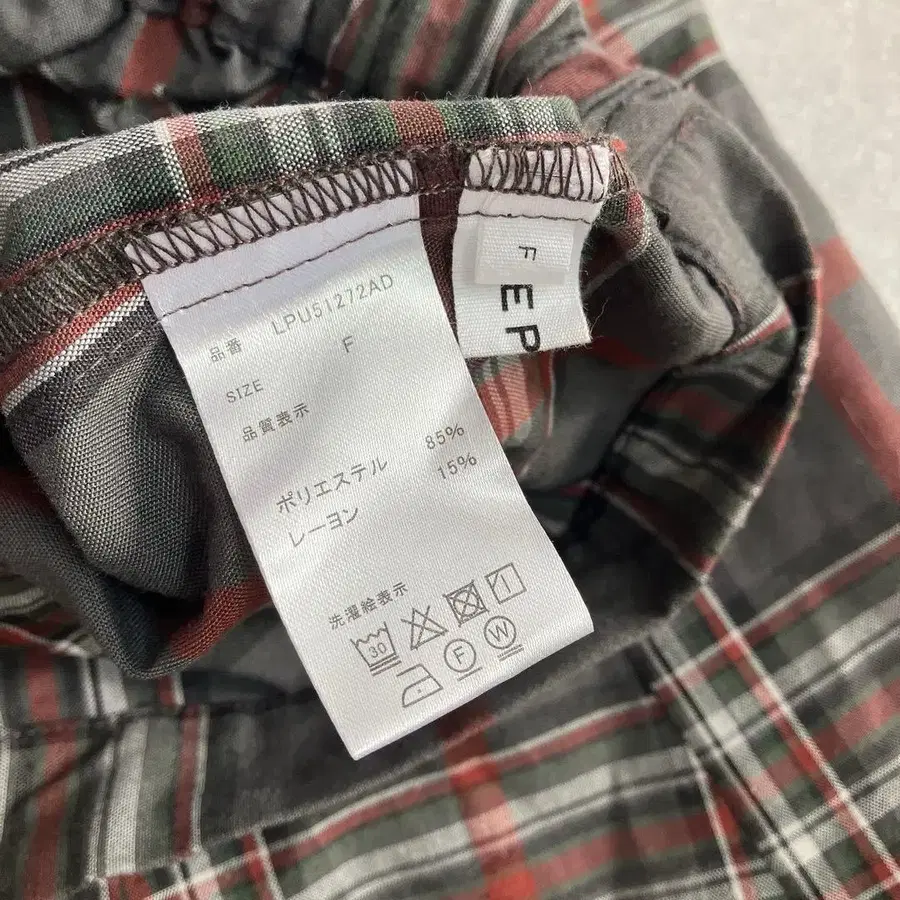 品番 LPU51272AD
SIZE F
品質表示
ポリエステル 85%
レーヨン 15%
洗濯絵表示
30
F W
F
EP